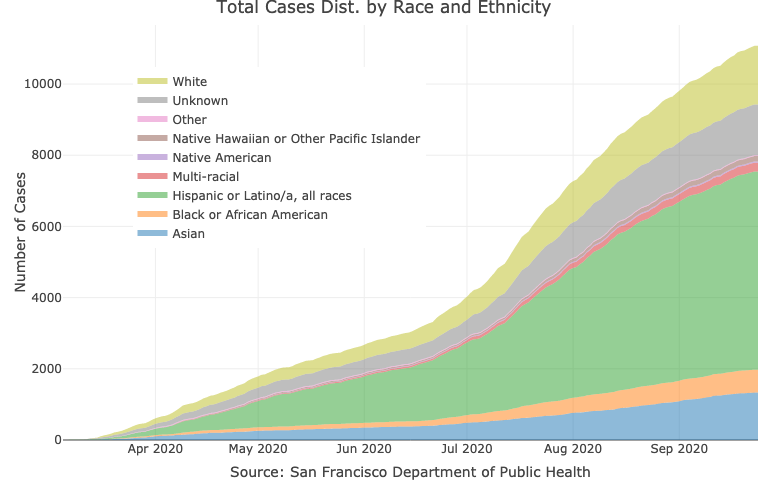 Total Cases Dist. by Race and Ethnicity
White
Unknown
Other
Native Hawaiian or Other Pacific Islander
Native American
Multi-racial
Hispanic or Latino/a, all races
Black or African American
Asian
Number of Cases
10000
8000
6000
4000
2000
0
Apr 2020 May 2020 Jun 2020 Jul 2020 Aug 2020 Sep 2020
Source: San Francisco Department of Public Health